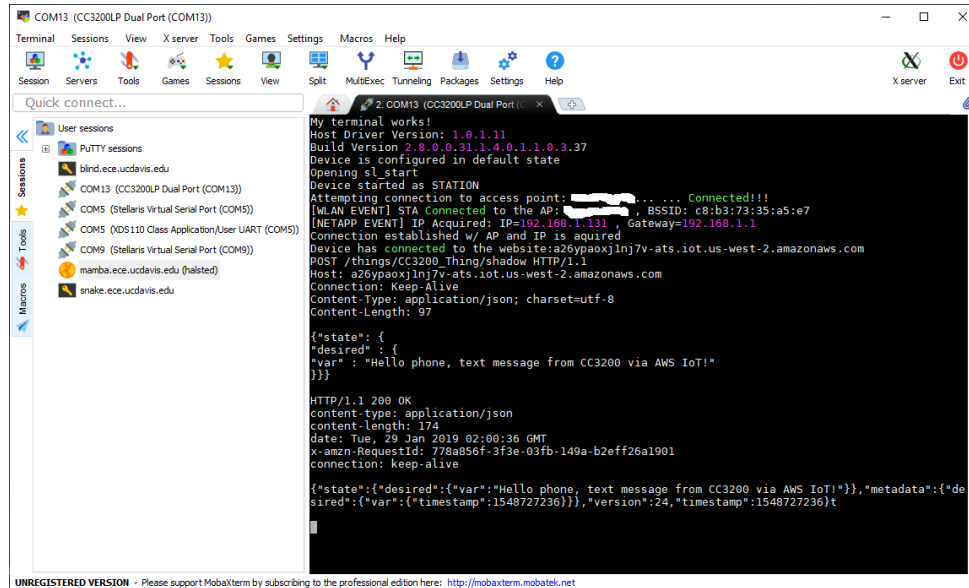 COM13 (CC3200LP Dual Port (COM13))
Terminal Sessions View X server Tools Games Settings Macros Help
Session Servers Tools Games Sessions View Split MultiExec Tunneling Packages Settings Help X server Exit
Quick connect...
2. COM13 (CC3200LP Dual Port (C
User sessions
PuTTY sessions
blind.ece.ucdavis.edu
COM13 (CC3200LP Dual Port (COM13))
COM5 (Stellaris Virtual Serial Port (COM5))
COM5 (XDS110 Class Application/User UART (COM5))
COM9 (Stellaris Virtual Serial Port (COM9))
mamba.ece.ucdavis.edu (halsted)
snake.ece.ucdavis.edu
Sessions
Tools
Macros
My terminal works!
Host Driver Version: 1.0.1.11
Build Version 2.8.0.0.31.1.4.0.1.1.0.3.37
Device is configured in default state
Opening sl_start
Device started as STATION
Attempting connection to access point: ... ... Connected!!!
[WLAN EVENT] STA Connected to the AP: , BSSID: c8:b3:73:35:a5:e7
[NETAPP EVENT] IP Acquired: IP=192.168.1.131 , Gateway=192.168.1.1
Connection established w/ AP and IP is aquired
Device has connected to the website:a26ypaoxj1nj7v-ats.iot.us-west-2.amazonaws.com
POST /things/CC3200_Thing/shadow HTTP/1.1
Host: a26ypaoxj1nj7v-ats.iot.us-west-2.amazonaws.com
Connection: Keep-Alive
Content-Type: application/json; charset=utf-8
Content-Length: 97
{"state": {
"desired" : {
"var" : "Hello phone, text message from CC3200 via AWS IoT!"
}}}
HTTP/1.1 200 OK
content-type: application/json
content-length: 174
date: Tue, 29 Jan 2019 02:00:36 GMT
x-amzn-RequestId: 778a856f-3f3e-03fb-149a-b2eff26a1901
connection: keep-alive
{"state":{"desired":{"var":"Hello phone, text message from CC3200 via AWS IoT!"}},"metadata":{"de
sired":{"var":{"timestamp":1548727236}}},"version":24,"timestamp":1548727236}t
UNREGISTERED VERSION - Please support MobaXterm by subscribing to the professional edition here: http://mobaxterm.mobatek.net